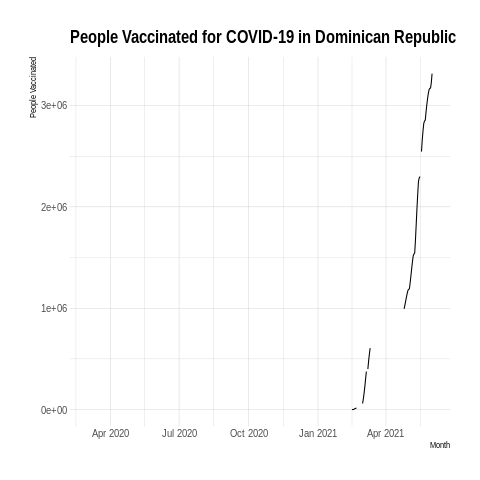 People Vaccinated for COVID-19 in Dominican Republic
People Vaccinated
3e+06
2e+06
1e+06
0e+00
Apr 2020 Jul 2020 Oct 2020 Jan 2021 Apr 2021
Month